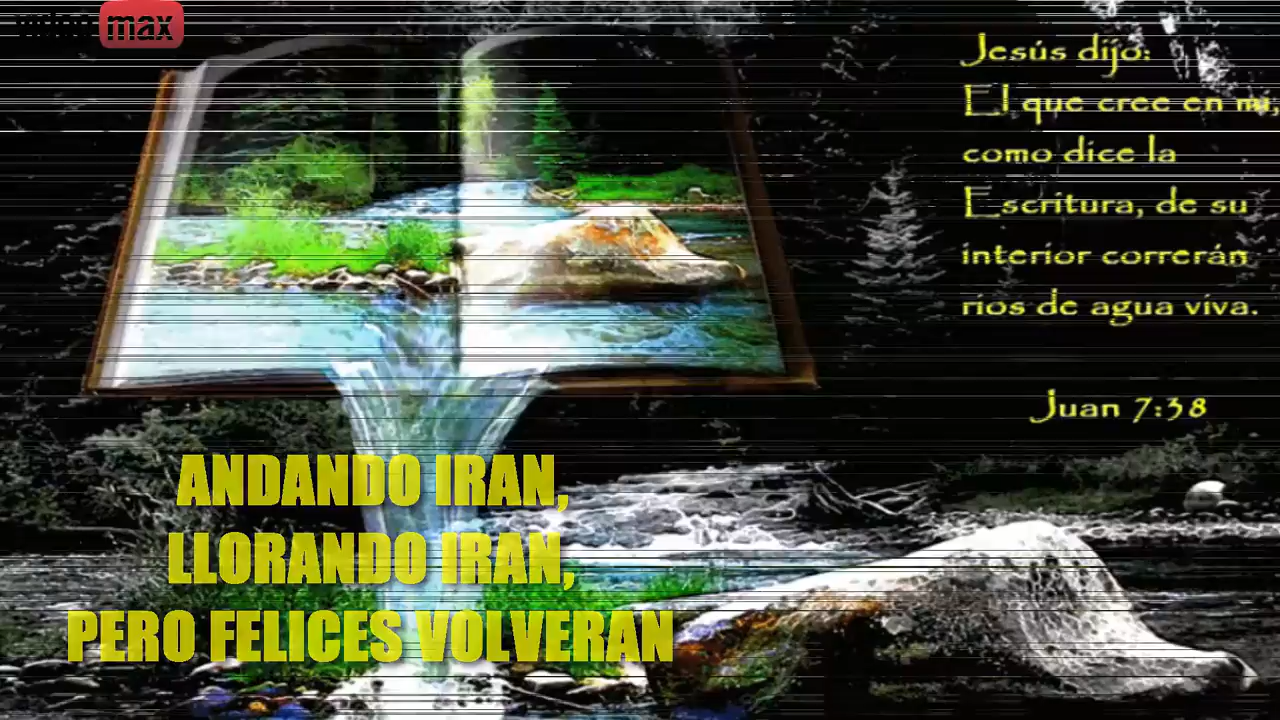 max
Jesús dijo:
El que cree en mi,
como dice la
Escritura, de su
interior correrán
rios de agua viva.
Juan 7:38
ANDANDO IRAN,
LLORANDO IRAN,
PERO FELICES VOLVERAN